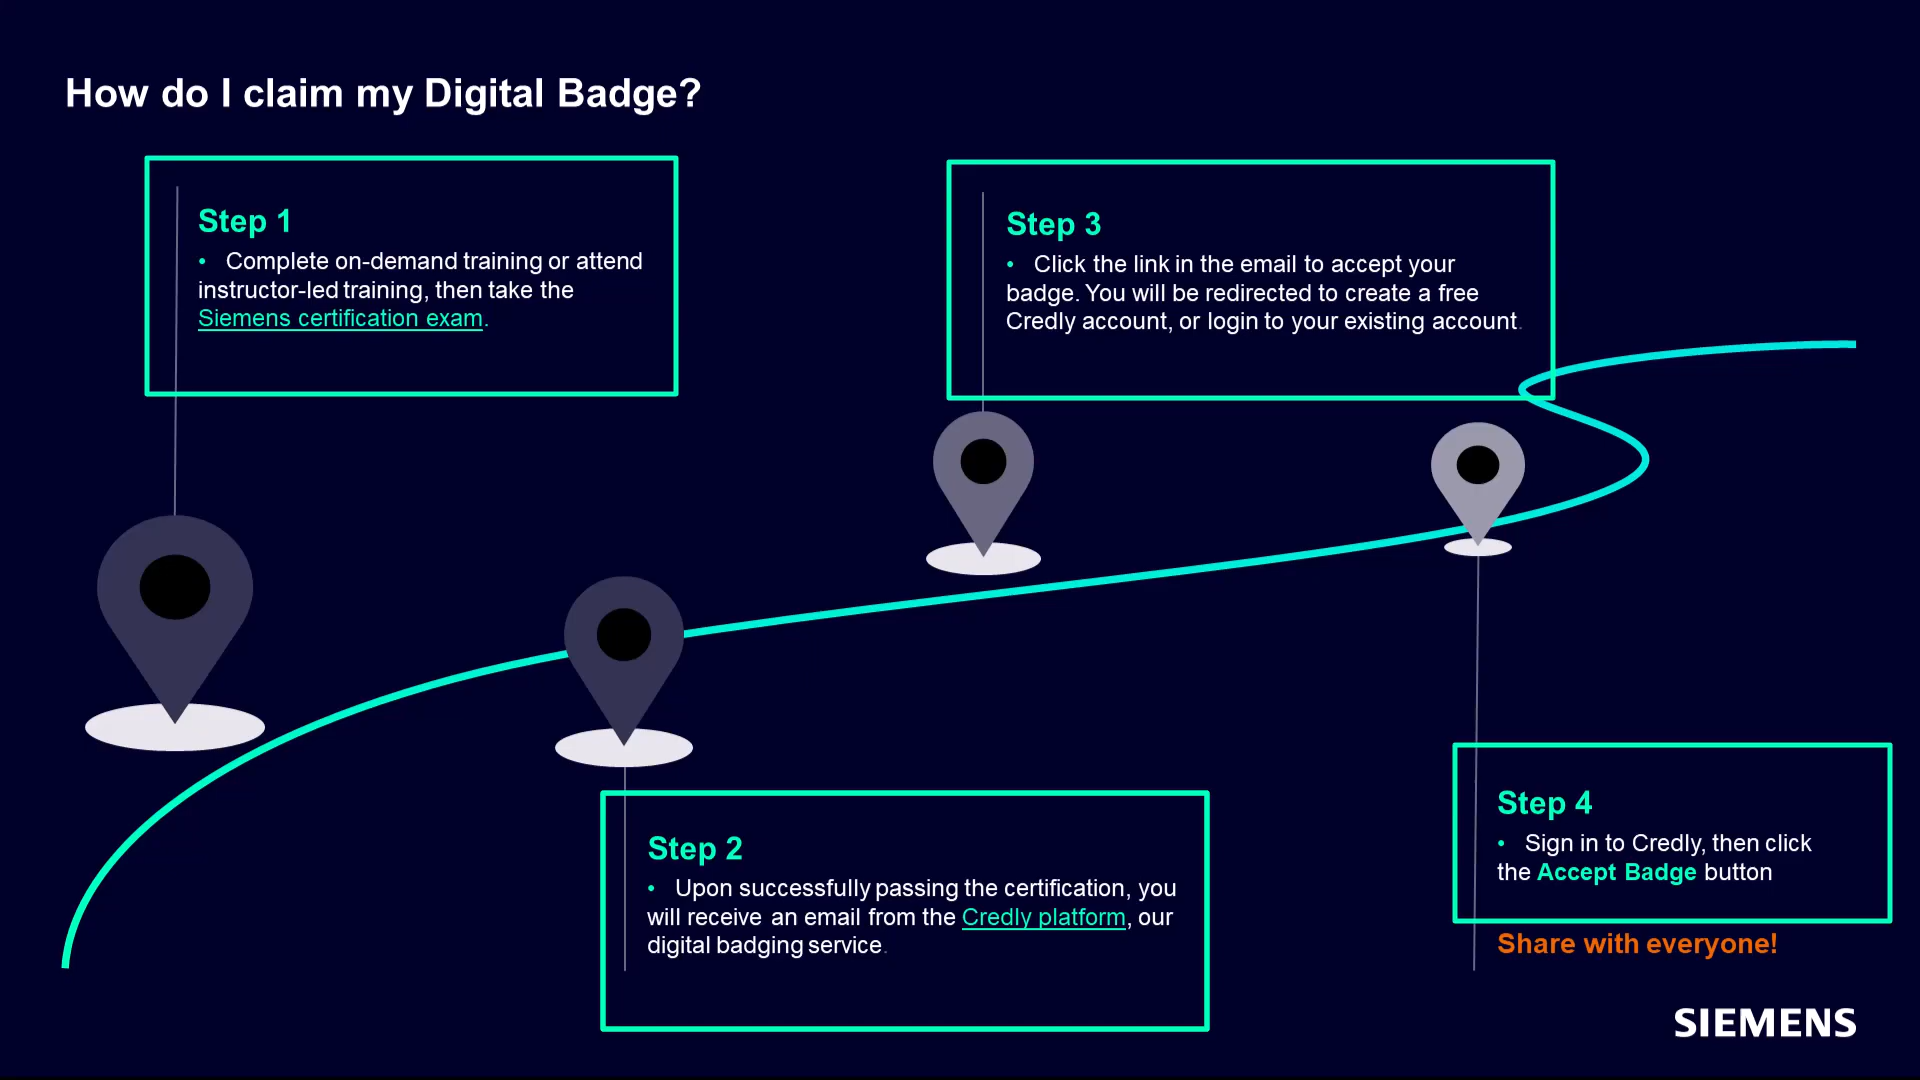 How do I claim my Digital Badge?
Step 1
• Complete on-demand training or attend
instructor-led training, then take the
Siemens certification exam.
Step 2
• Upon successfully passing the certification, you
will receive an email from the Credly platform, our
digital badging service.
Step 3
• Click the link in the email to accept your
badge. You will be redirected to create a free
Credly account, or login to your existing account.
Step 4
• Sign in to Credly, then click
the Accept Badge button
Share with everyone!
SIEMENS